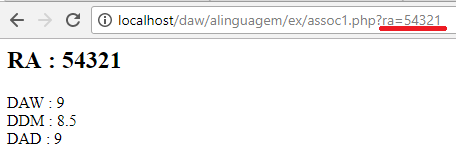 localhost/daw/alinguagem/ex/assoc1.php?ra=54321
RA : 54321
DAW : 9
DDM : 8.5
DAD : 9